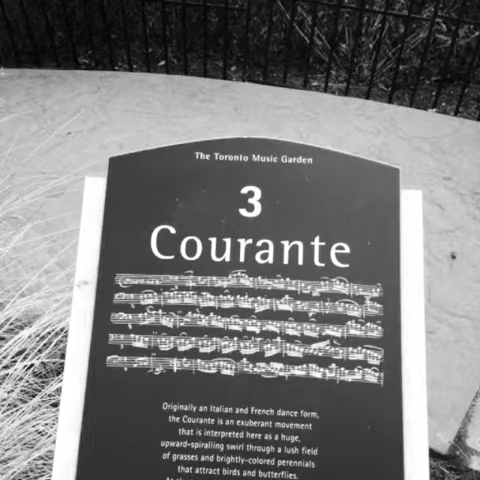 The Toronto Music Garden
3
Courante
Originally an Italian and French dance form,
the Courante is an exuberant movement
that is interpreted here as a huge,
upward-spiralling swirl through a lush field
of grasses and brightly-colored perennials
that attract birds and butterflies.